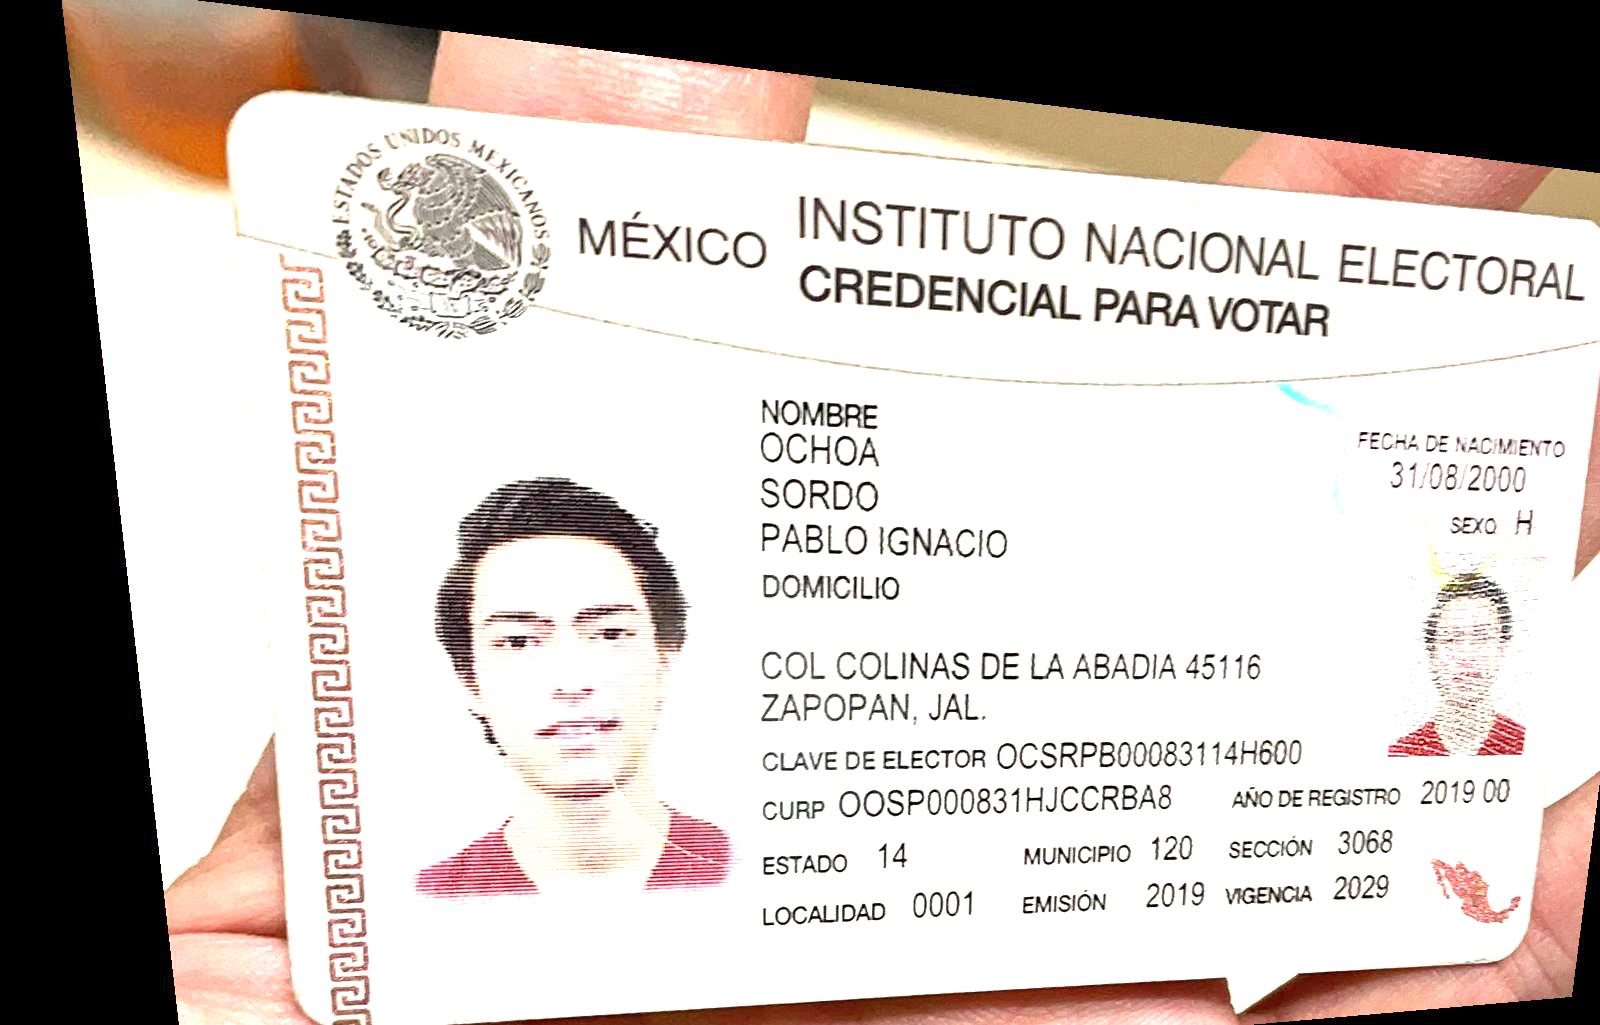 ESTADOS UNIDOS MEXICANOS
MÉXICO
INSTITUTO NACIONAL ELECTORAL
CREDENCIAL PARA VOTAR
NOMBRE
OCHOA
SORDO
PABLO IGNACIO
FECHA DE NACIMIENTO
31/08/2000
SEXO H
DOMICILIO
COL COLINAS DE LA ABADIA 45116
ZAPOPAN, JAL.
CLAVE DE ELECTOR OCSRPB00083114H600
CURP OOSP000831HJCCRBA8 AÑO DE REGISTRO 2019 00
ESTADO 14 MUNICIPIO 120 SECCIÓN 3068
LOCALIDAD 0001 EMISIÓN 2019 VIGENCIA 2029